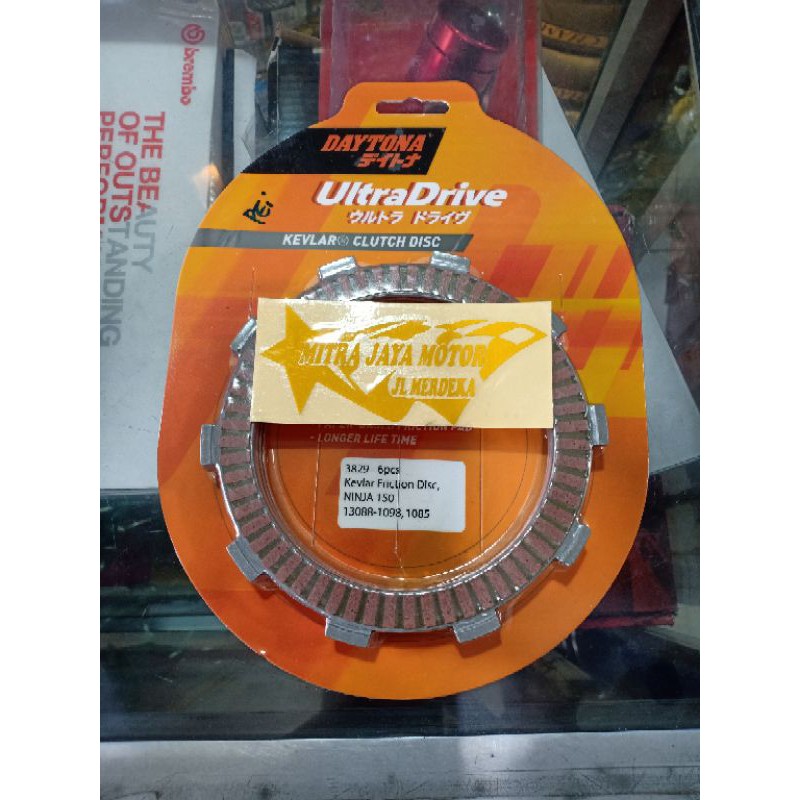 brembo
THE BEAUTY
OF OUTSTANDING
DAYTONA
デイトナ
UltraDrive
ウルトラ ドライヴ
KEVLAR® CLUTCH DISC
MITRA JAYA MOTOR
JL MERDEKA
- LONGER LIFE TIME
3829 6pcs
Kevlar Friction Disc,
NINJA 150
13088-1098, 1085